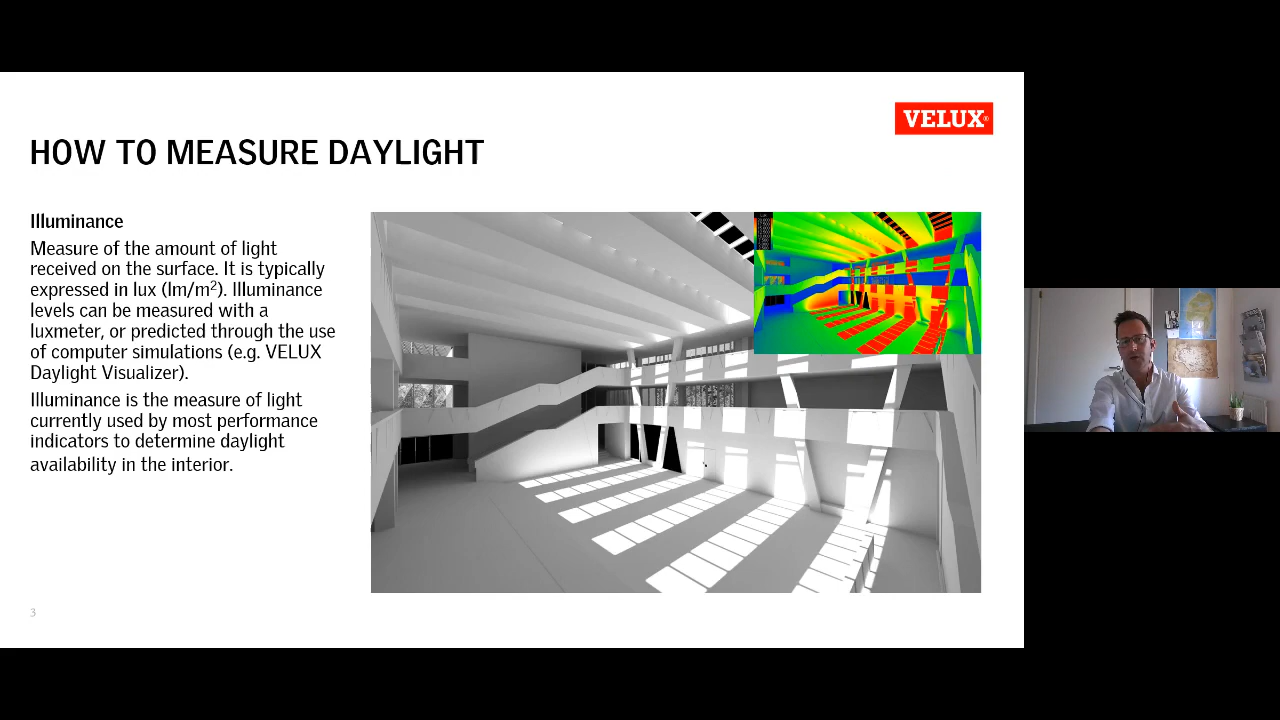 VELUX®
HOW TO MEASURE DAYLIGHT
Illuminance
Measure of the amount of light
received on the surface. It is typically
expressed in lux (lm/m²). Illuminance
levels can be measured with a
luxmeter, or predicted through the use
of computer simulations (e.g. VELUX
Daylight Visualizer).
Illuminance is the measure of light
currently used by most performance
indicators to determine daylight
availability in the interior.
3